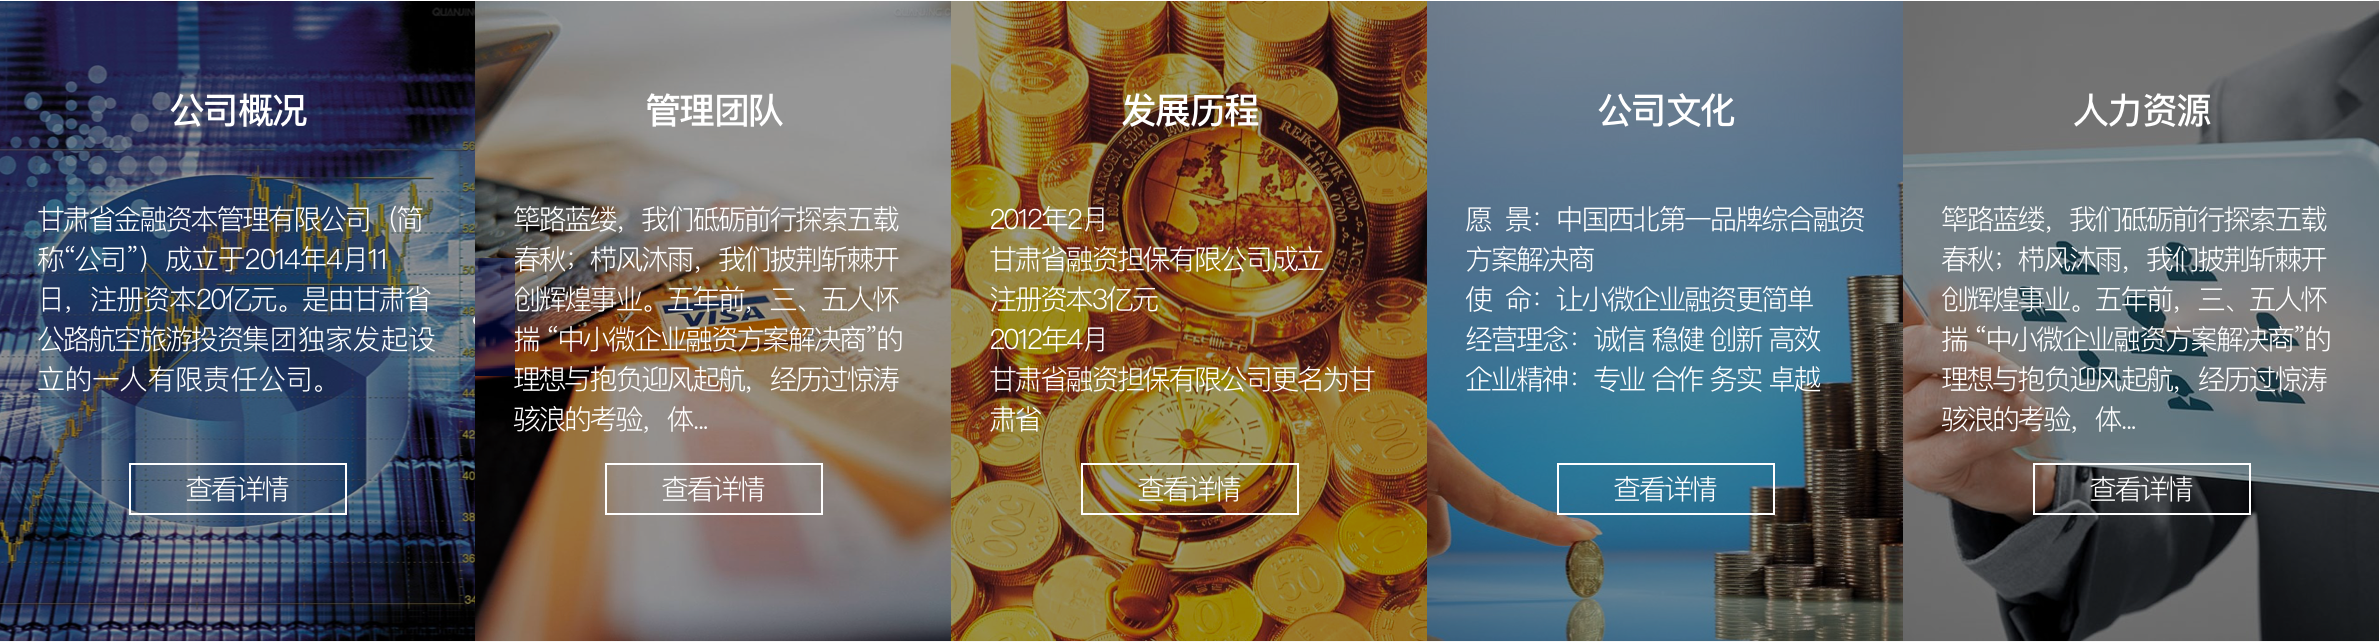 公司概况
甘肃省金融资本管理有限公司（简
称“公司”）成立于2014年4月11
日，注册资本20亿元。是由甘肃省
公路航空旅游投资集团独家发起设
立的一人有限责任公司。
查看详情
管理团队
筚路蓝缕，我们砥砺前行探索五载
春秋；栉风沐雨，我们披荆斩棘开
创辉煌事业。五年前，三、五人怀
揣 “中小微企业融资方案解决商”的
理想与抱负迎风起航，经历过惊涛
骇浪的考验，体...
查看详情
VISA
发展历程
2012年2月
甘肃省融资担保有限公司成立
注册资本3亿元
2012年4月
甘肃省融资担保有限公司更名为甘
肃省
查看详情
公司文化
愿 景：中国西北第一品牌综合融资
方案解决商
使 命：让小微企业融资更简单
经营理念：诚信 稳健 创新 高效
企业精神：专业 合作 务实 卓越
查看详情
人力资源
筚路蓝缕，我们砥砺前行探索五载
春秋；栉风沐雨，我们披荆斩棘开
创辉煌事业。五年前，三、五人怀
揣 “中小微企业融资方案解决商”的
理想与抱负迎风起航，经历过惊涛
骇浪的考验，体...
查看详情